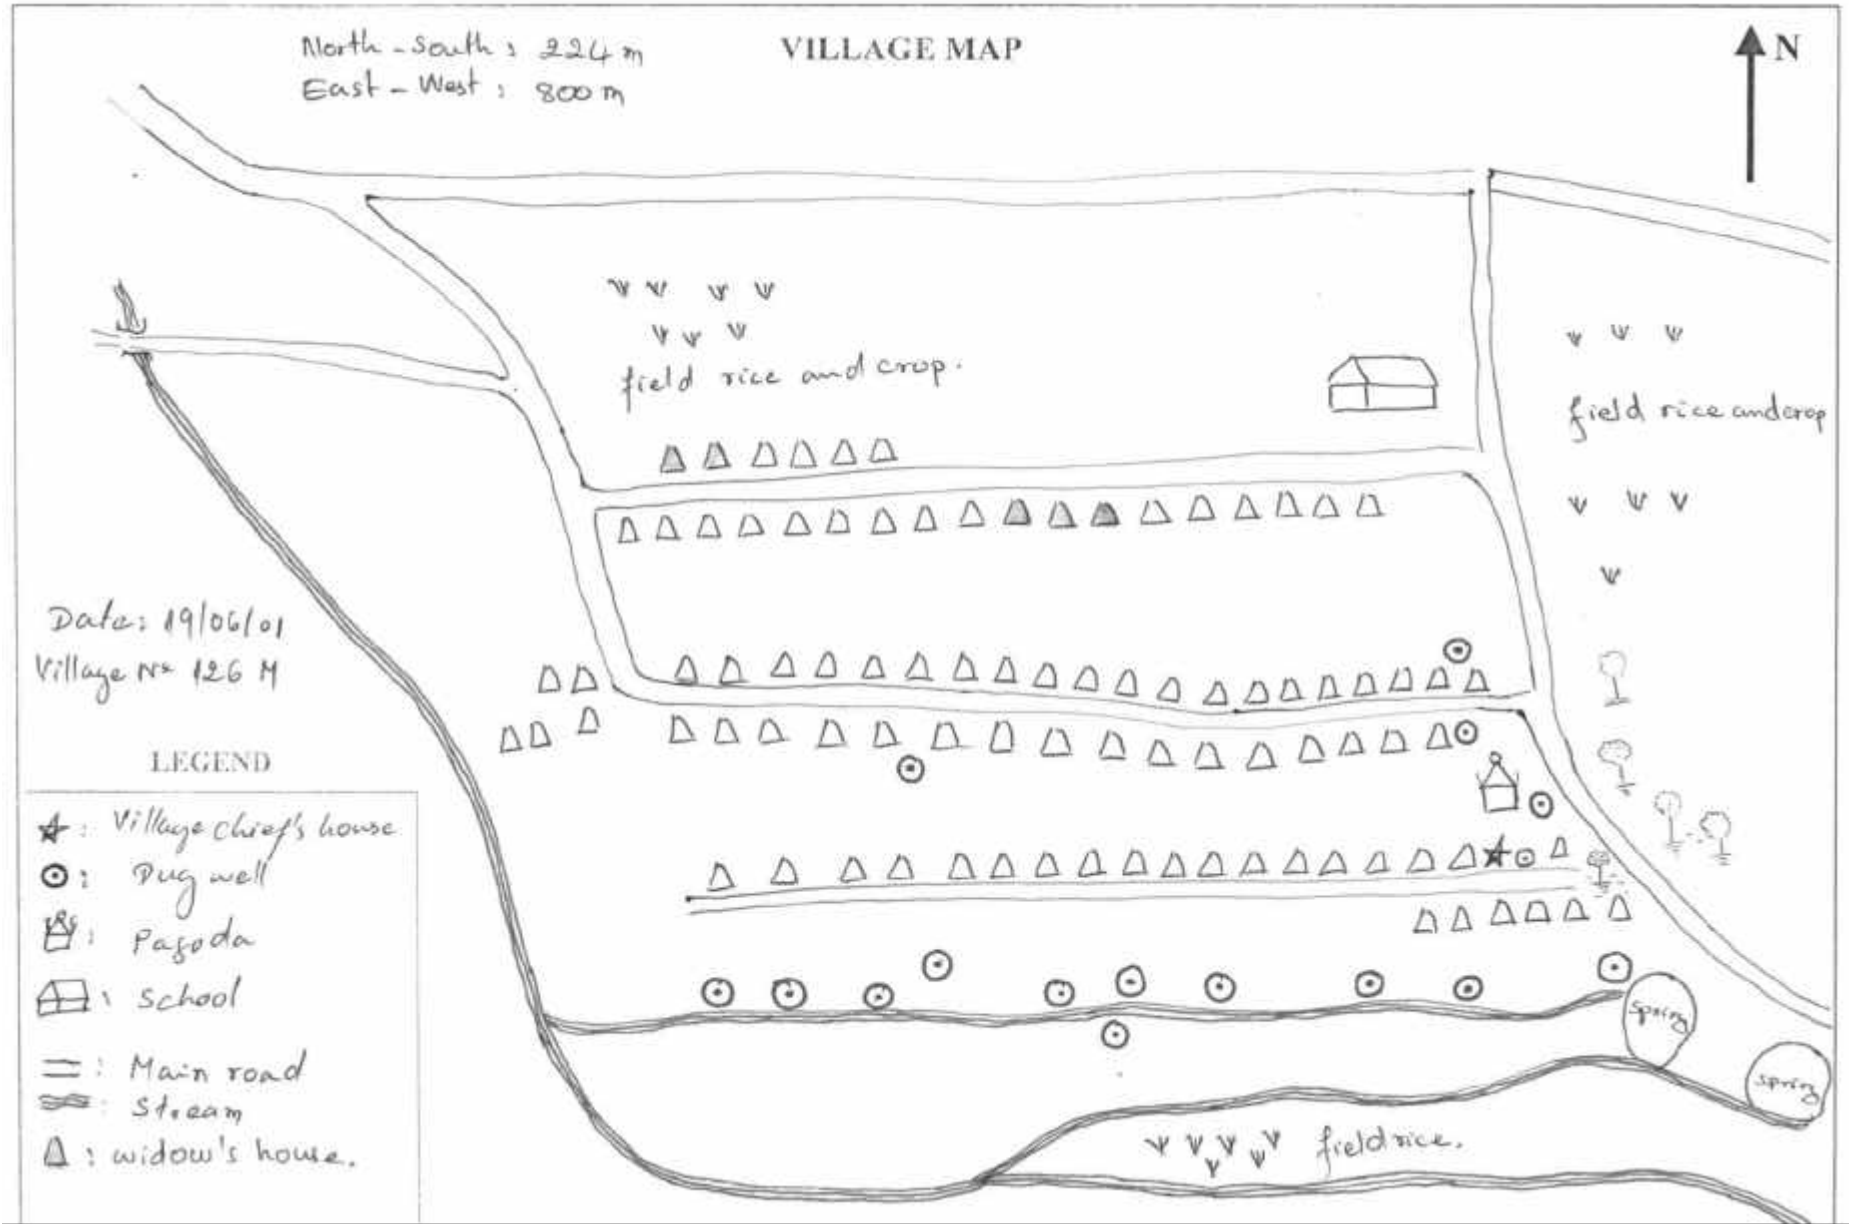 North - South : 224 m
East - West : 800 m
VILLAGE MAP
N
field rice and crop.
field rice and crop
Date: 19/06/01
Village No 126 M
LEGEND
: Village chief's house
: Dug well
: Pagoda
: School
: Main road
: Stream
: widow's house.
spring
spring
field rice.